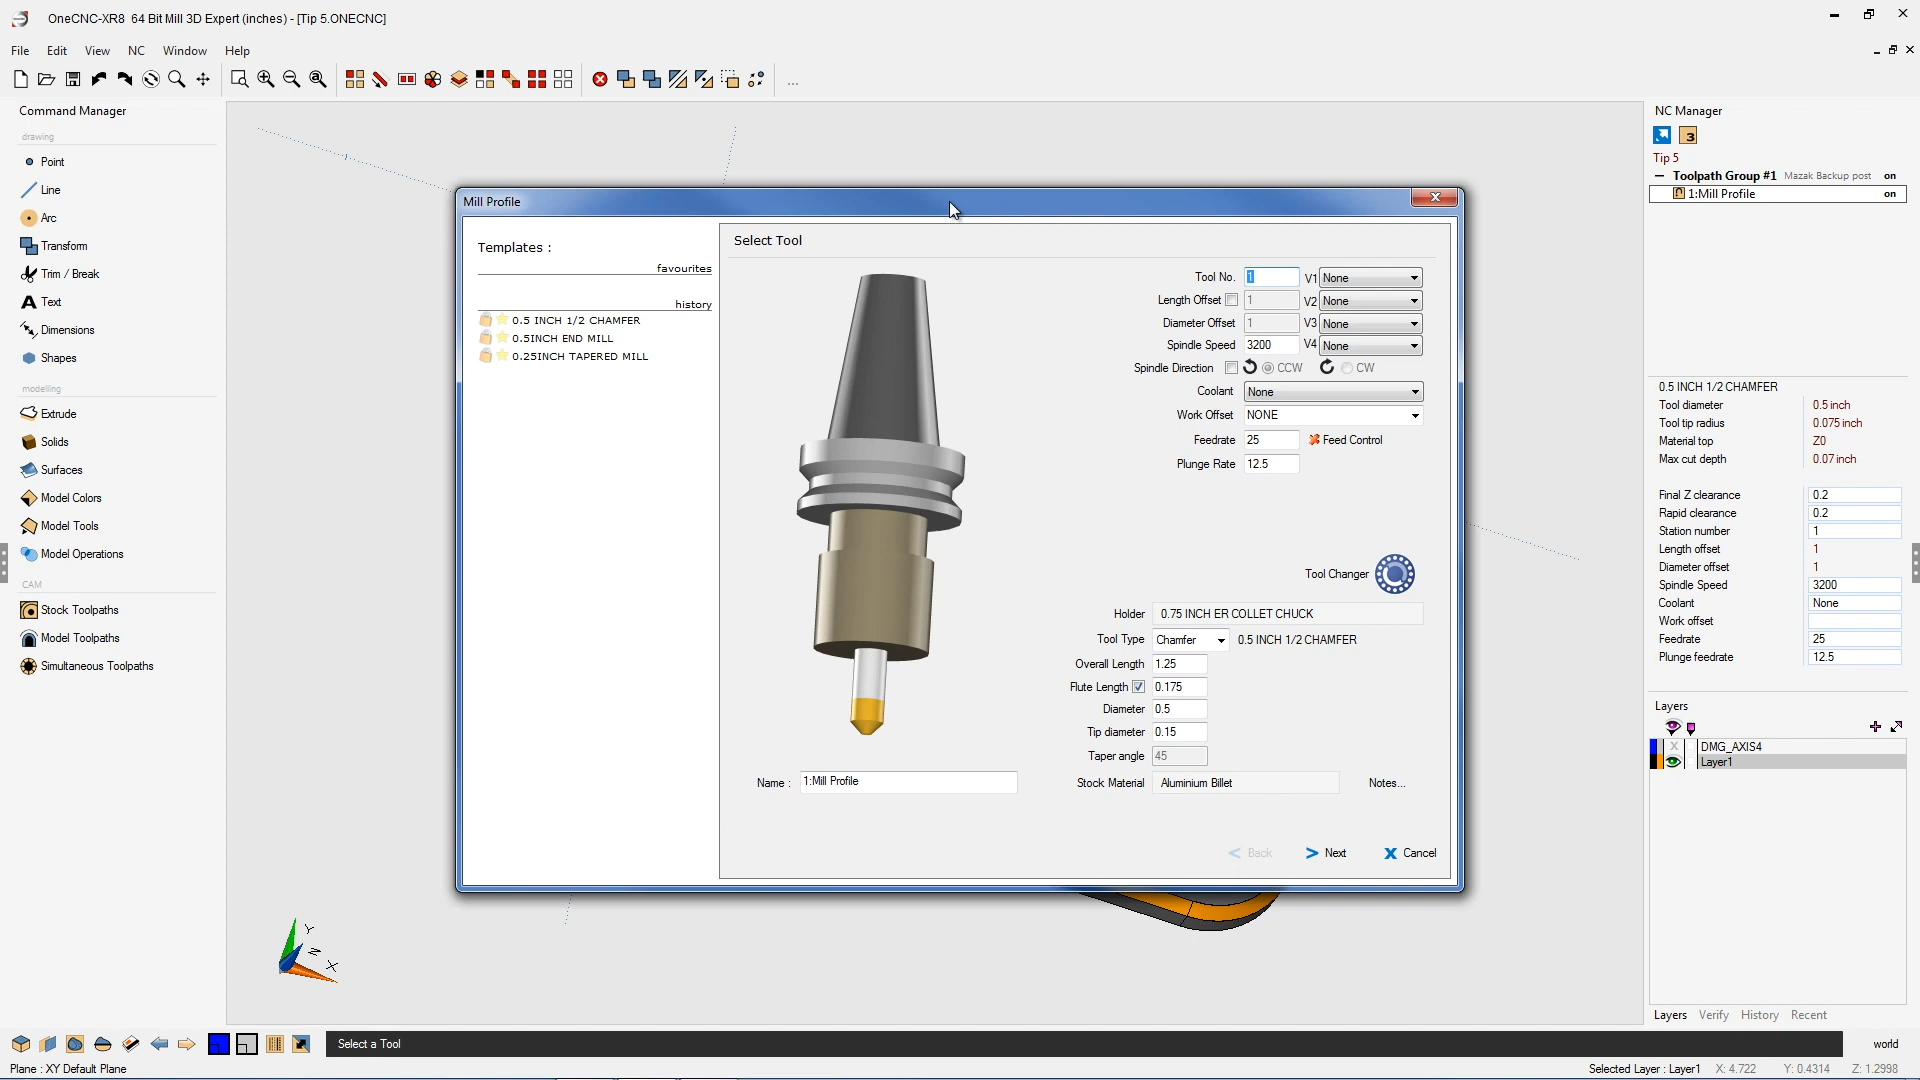 OneCNC-XR8 64 Bit Mill 3D Expert (inches) - [Tip 5.ONECNC]
File Edit View NC Window Help
...
Command Manager
drawing
Point
Line
Arc
Transform
Trim / Break
Text
Dimensions
Shapes
modelling
Extrude
Solids
Surfaces
Model Colors
Model Tools
Model Operations
CAM
Stock Toolpaths
Model Toolpaths
Simultaneous Toolpaths
Mill Profile
Templates :
favourites
history
0.5 INCH 1/2 CHAMFER
0.5INCH END MILL
0.25INCH TAPERED MILL
Select Tool
Tool No. 1 V1 None
Length Offset 1 V2 None
Diameter Offset 1 V3 None
Spindle Speed 3200 V4 None
Spindle Direction CCW CW
Coolant None
Work Offset NONE
Feedrate 25 Feed Control
Plunge Rate 12.5
Tool Changer
Holder 0.75 INCH ER COLLET CHUCK
Tool Type Chamfer 0.5 INCH 1/2 CHAMFER
Overall Length 1.25
Flute Length 0.175
Diameter 0.5
Tip diameter 0.15
Taper angle 45
Name : 1:Mill Profile Stock Material Aluminium Billet Notes...
< Back > Next X Cancel
Y
Z
X
NC Manager
3
Tip 5
Toolpath Group #1 Mazak Backup post on
1:Mill Profile on
0.5 INCH 1/2 CHAMFER
Tool diameter 0.5 inch
Tool tip radius 0.075 inch
Material top Z0
Max cut depth 0.07 inch
Final Z clearance 0.2
Rapid clearance 0.2
Station number 1
Length offset 1
Diameter offset 1
Spindle Speed 3200
Coolant None
Work offset
Feedrate 25
Plunge feedrate 12.5
Layers
X DMG_AXIS4
Layer1
Layers Verify History Recent
Select a Tool world
Plane : XY Default Plane Selected Layer : Layer1 X: 4.722 Y: 0.4314 Z: 1.2998